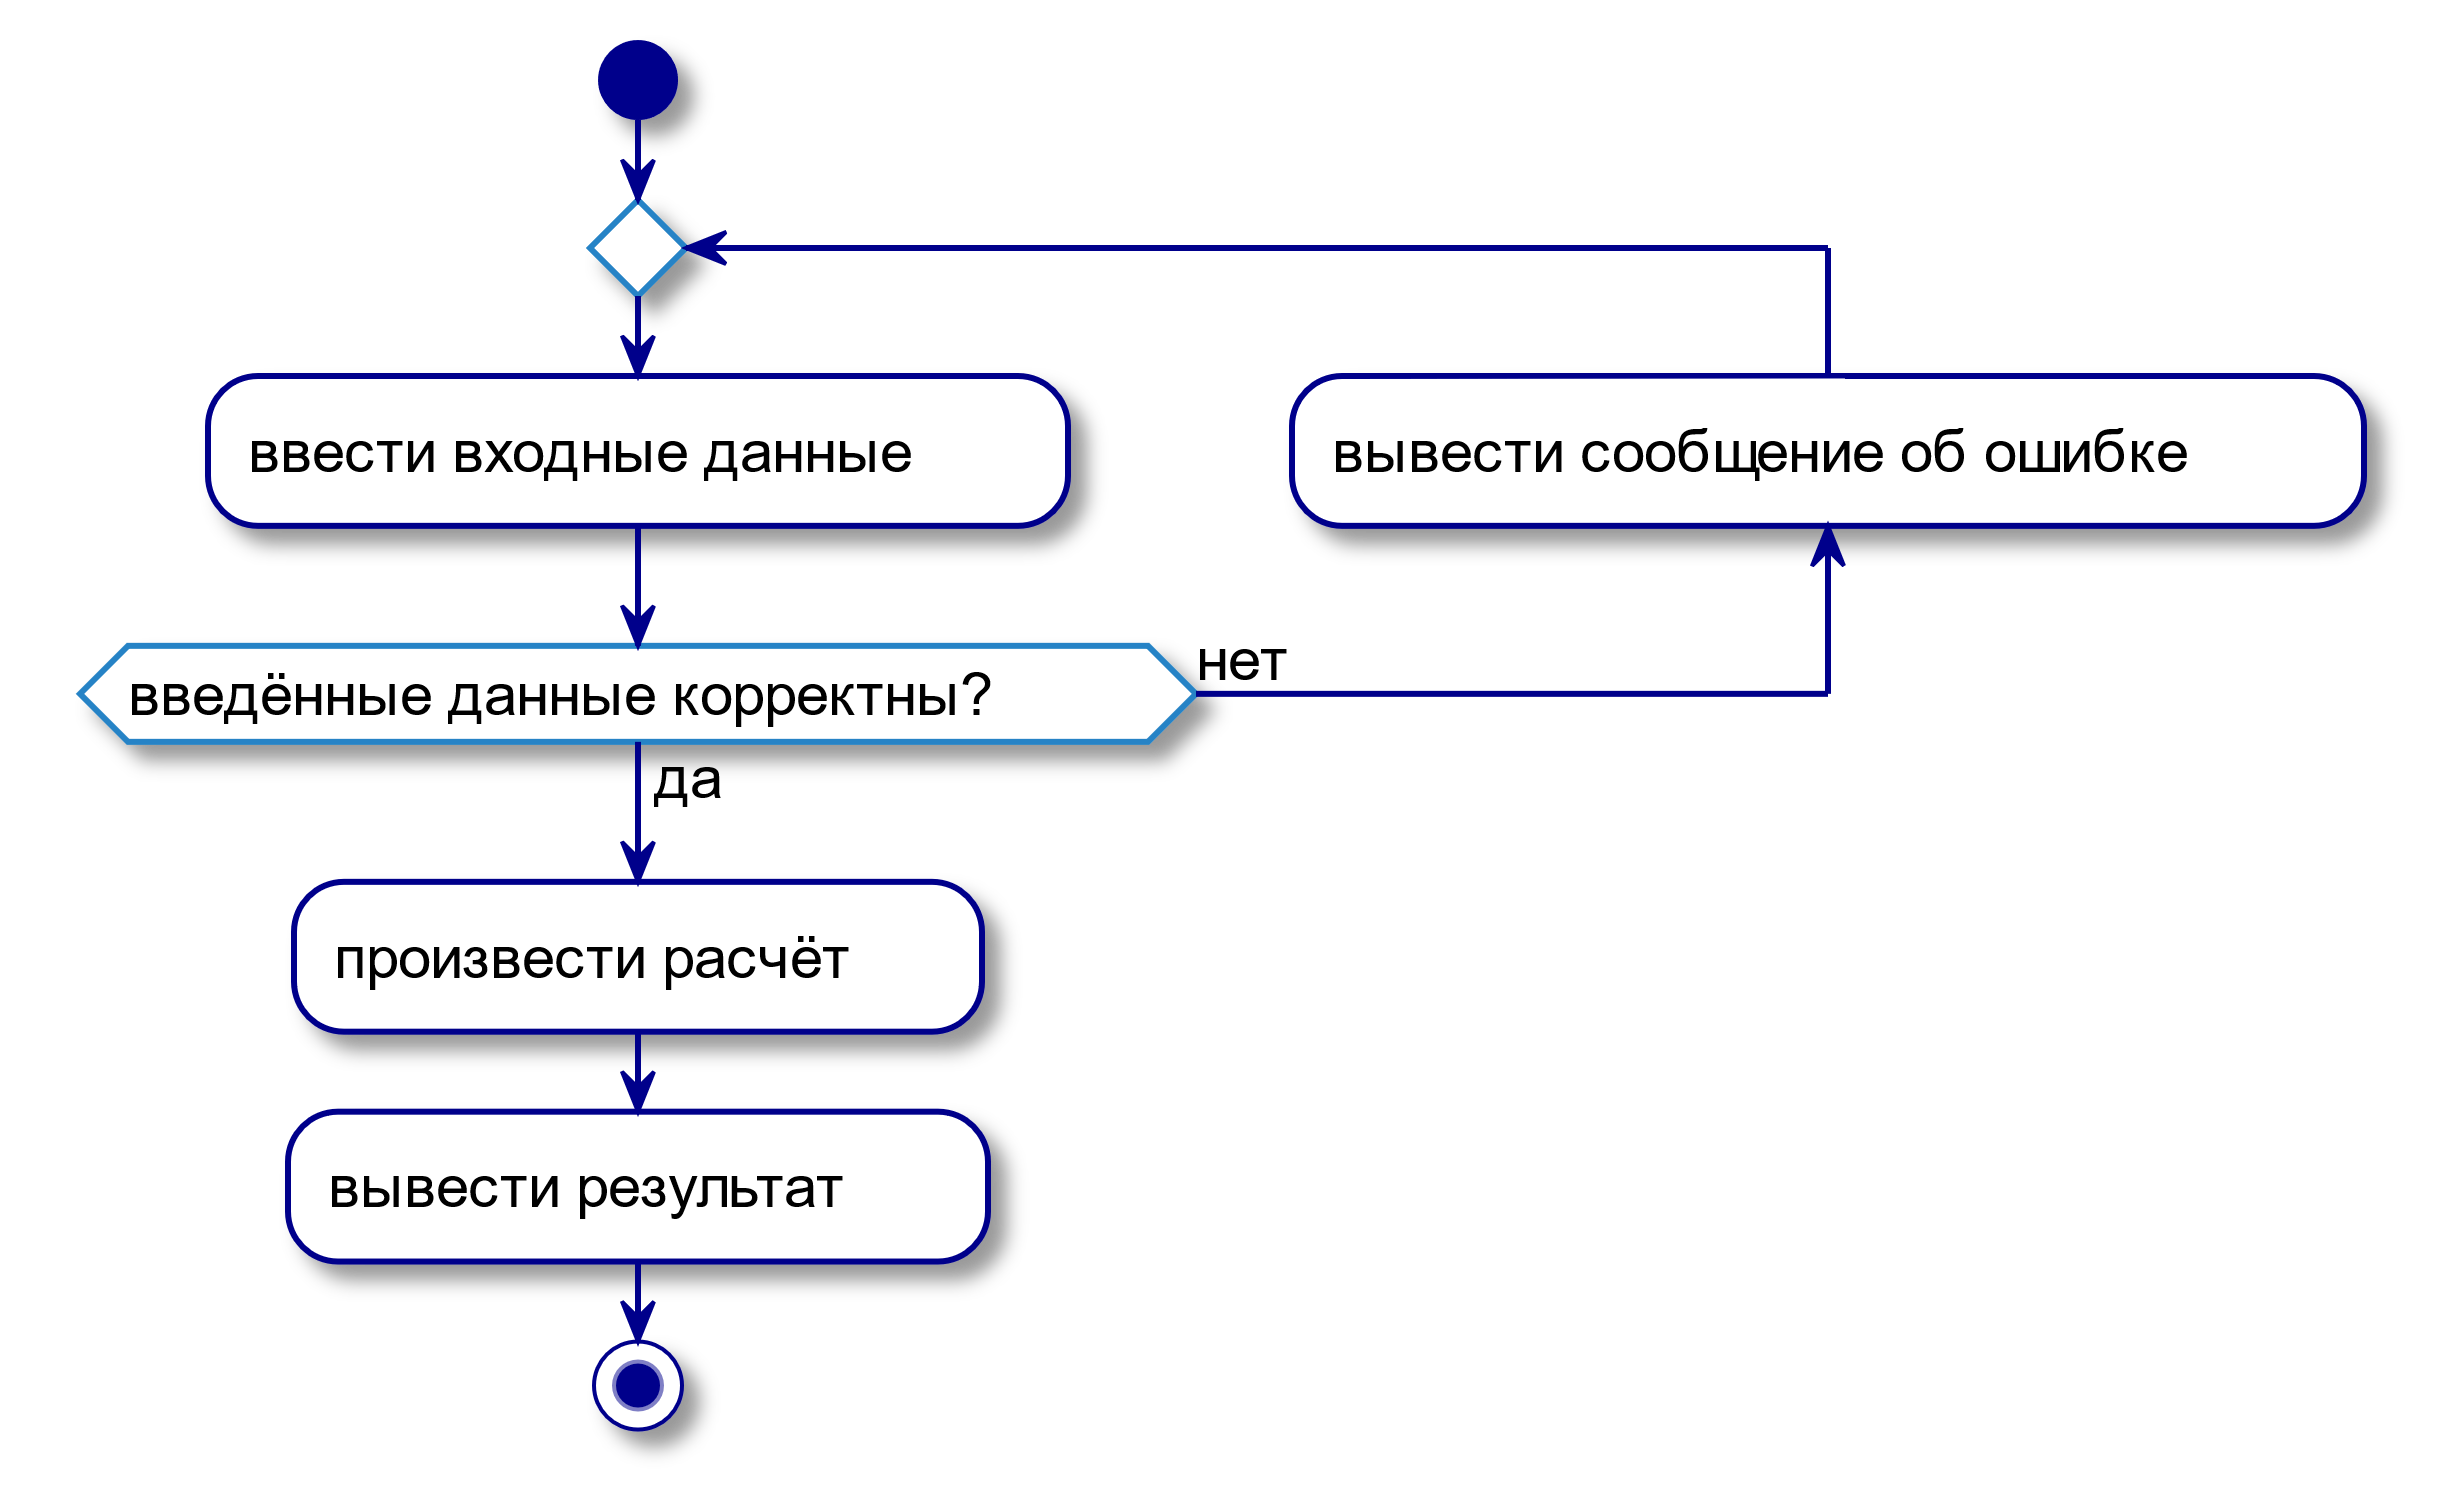 ввести входные данные
вывести сообщение об ошибке
введённые данные корректны?
нет
да
произвести расчёт
вывести результат